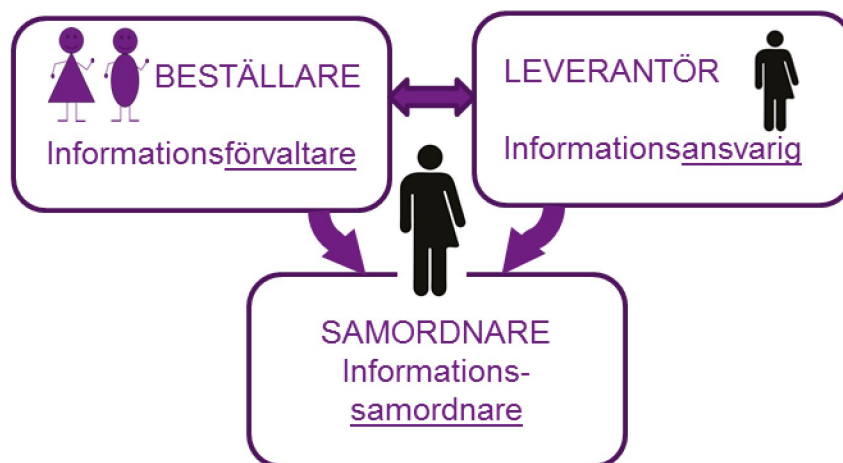 BESTÄLLARE
Informationsförvaltare
LEVERANTÖR
Informationsansvarig
SAMORDNARE
Informations-
samordnare